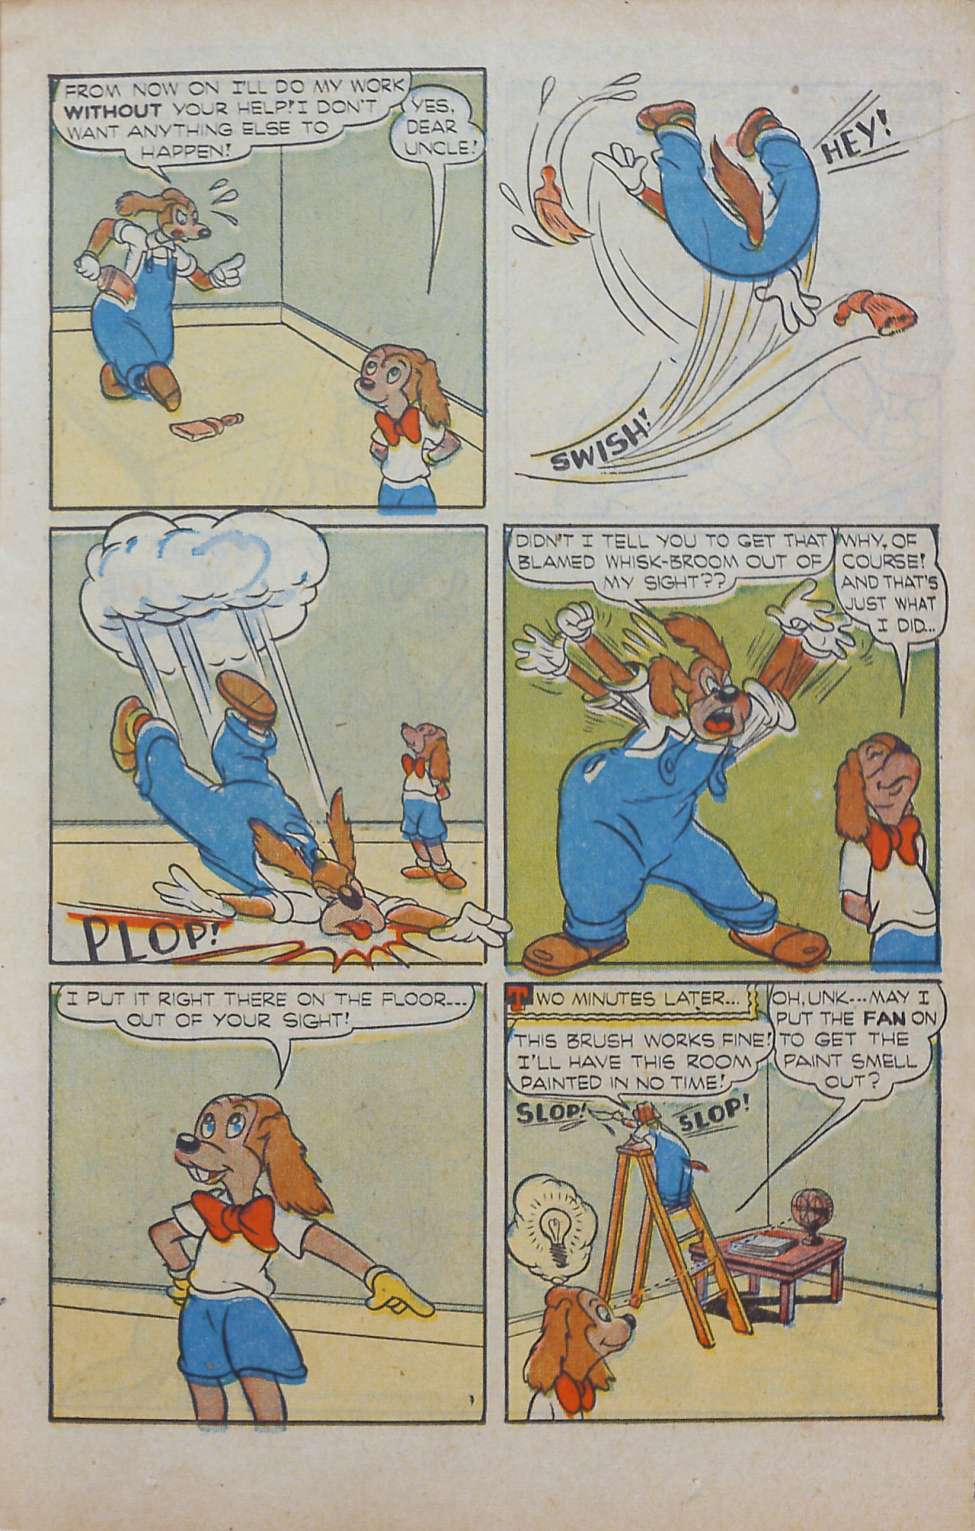 FROM NOW ON I'LL DO MY WORK
WITHOUT YOUR HELP! I DON'T
WANT ANYTHING ELSE TO
HAPPEN!
YES,
DEAR
UNCLE!
HEY!
SWISH!
PLOP!
DIDN'T I TELL YOU TO GET THAT
BLAMED WHISK-BROOM OUT OF
MY SIGHT??
WHY, OF
COURSE!
AND THAT'S
JUST WHAT
I DID...
I PUT IT RIGHT THERE ON THE FLOOR...
OUT OF YOUR SIGHT!
TWO MINUTES LATER...
THIS BRUSH WORKS FINE!
I'LL HAVE THIS ROOM
PAINTED IN NO TIME!
OH, UNK---MAY I
PUT THE FAN ON
TO GET THE
PAINT SMELL
OUT?
SLOP!
SLOP!